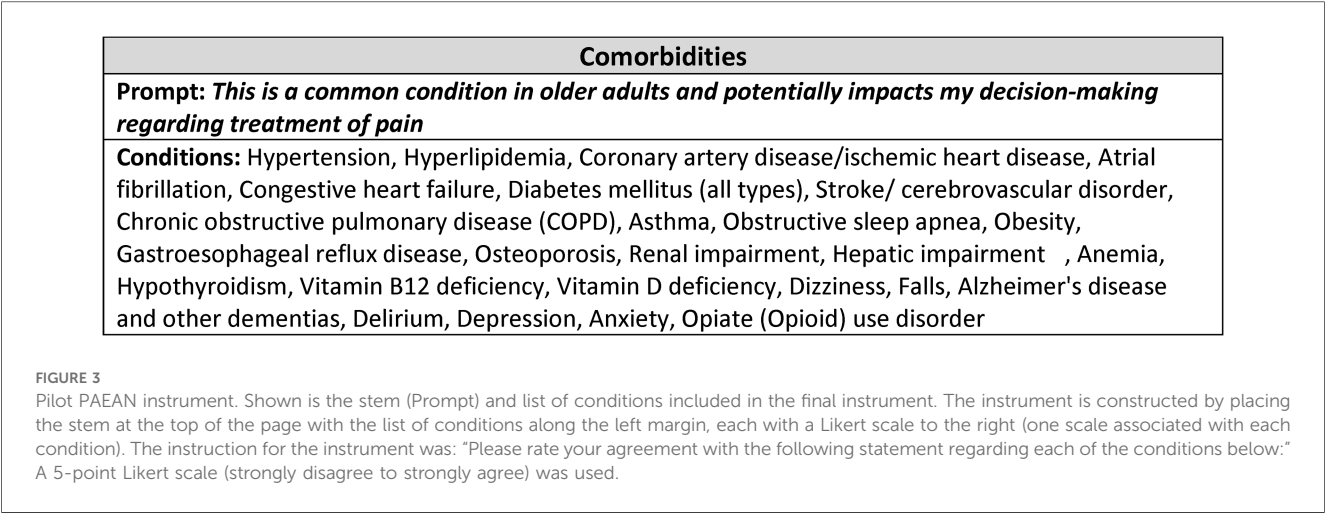 Comorbidities
Prompt: This is a common condition in older adults and potentially impacts my decision-making
regarding treatment of pain
Conditions: Hypertension, Hyperlipidemia, Coronary artery disease/ischemic heart disease, Atrial
fibrillation, Congestive heart failure, Diabetes mellitus (all types), Stroke/ cerebrovascular disorder,
Chronic obstructive pulmonary disease (COPD), Asthma, Obstructive sleep apnea, Obesity,
Gastroesophageal reflux disease, Osteoporosis, Renal impairment, Hepatic impairment , Anemia,
Hypothyroidism, Vitamin B12 deficiency, Vitamin D deficiency, Dizziness, Falls, Alzheimer's disease
and other dementias, Delirium, Depression, Anxiety, Opiate (Opioid) use disorder
FIGURE 3
Pilot PAEAN instrument. Shown is the stem (Prompt) and list of conditions included in the final instrument. The instrument is constructed by placing
the stem at the top of the page with the list of conditions along the left margin, each with a Likert scale to the right (one scale associated with each
condition). The instruction for the instrument was: “Please rate your agreement with the following statement regarding each of the conditions below:”
A 5-point Likert scale (strongly disagree to strongly agree) was used.